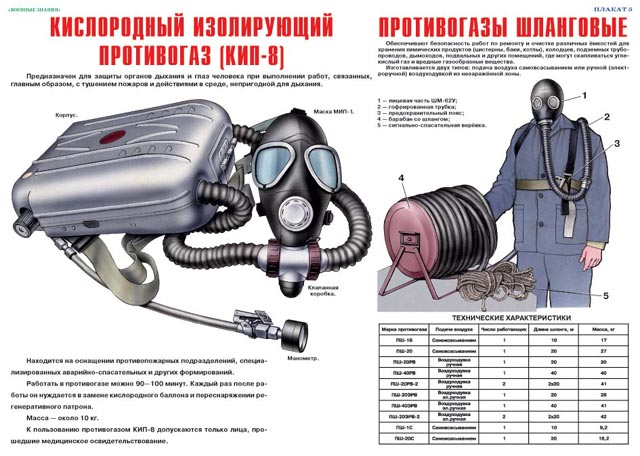 «ВОЕННЫЕ ЗНАНИЯ»
ПЛАКАТ 5
КИСЛОРОДНЫЙ ИЗОЛИРУЮЩИЙ
ПРОТИВОГАЗ (КИП-8)
Предназначен для защиты органов дыхания и глаз человека при выполнении работ, связанных,
главным образом, с тушением пожаров и действиями в среде, непригодной для дыхания.
Корпус.
Маска МИП-1.
Клапанная
коробка.
Манометр.
Находится на оснащении противопожарных подразделений, специа-
лизированных аварийно-спасательных и других формирований.
Работать в противогазе можно 90—100 минут. Каждый раз после ра-
боты он нуждается в замене кислородного баллона и переснаряжении ре-
генеративного патрона.
Масса — около 10 кг.
К пользованию противогазом КИП-8 допускаются только лица, про-
шедшие медицинское освидетельствование.
ПРОТИВОГАЗЫ ШЛАНГОВЫЕ
Обеспечивают безопасность работ по ремонту и очистке различных ёмкостей для
хранения химических продуктов (цистерны, баки, котлы), колодцев, подземных трубо-
проводов, дымоходов, подвальных и других помещений, где могут скапливаться угле-
кислый газ и вредные газообразные вещества.
Изготавливается двух типов: подача воздуха самовсасыванием или ручной (элект-
роручной) воздуходувкой из незаражённой зоны.
1 — лицевая часть ШМ-62У;
2 — гофрированная трубка;
3 — предохранительный пояс;
4 — барабан со шлангом;
5 — сигнально-спасательная верёвка.
1
2
3
4
5
ТЕХНИЧЕСКИЕ ХАРАКТЕРИСТИКИ
Марка противогаза Подача воздуха Число работающих Длина шланга, м Масса, кг
ПШ-1Б Самовсасыванием 1 10 17
ПШ-20 Самовсасыванием 1 20 27
ПШ-20РВ Воздуходувка ручная 1 20 30
ПШ-40РВ Воздуходувка ручная 1 40 40
ПШ-20РВ-2 Воздуходувка ручная 2 2х20 41
ПШ-20ЭРВ Воздуходувка эл.ручная 1 20 28
ПШ-40ЭРВ Воздуходувка эл.ручная 1 40 41
ПШ-20ЭРВ-2 Воздуходувка эл.ручная 2 2х20 42
ПШ-1С Самовсасыванием 1 10 9,2
ПШ-20С Самовсасыванием 1 20 16,2